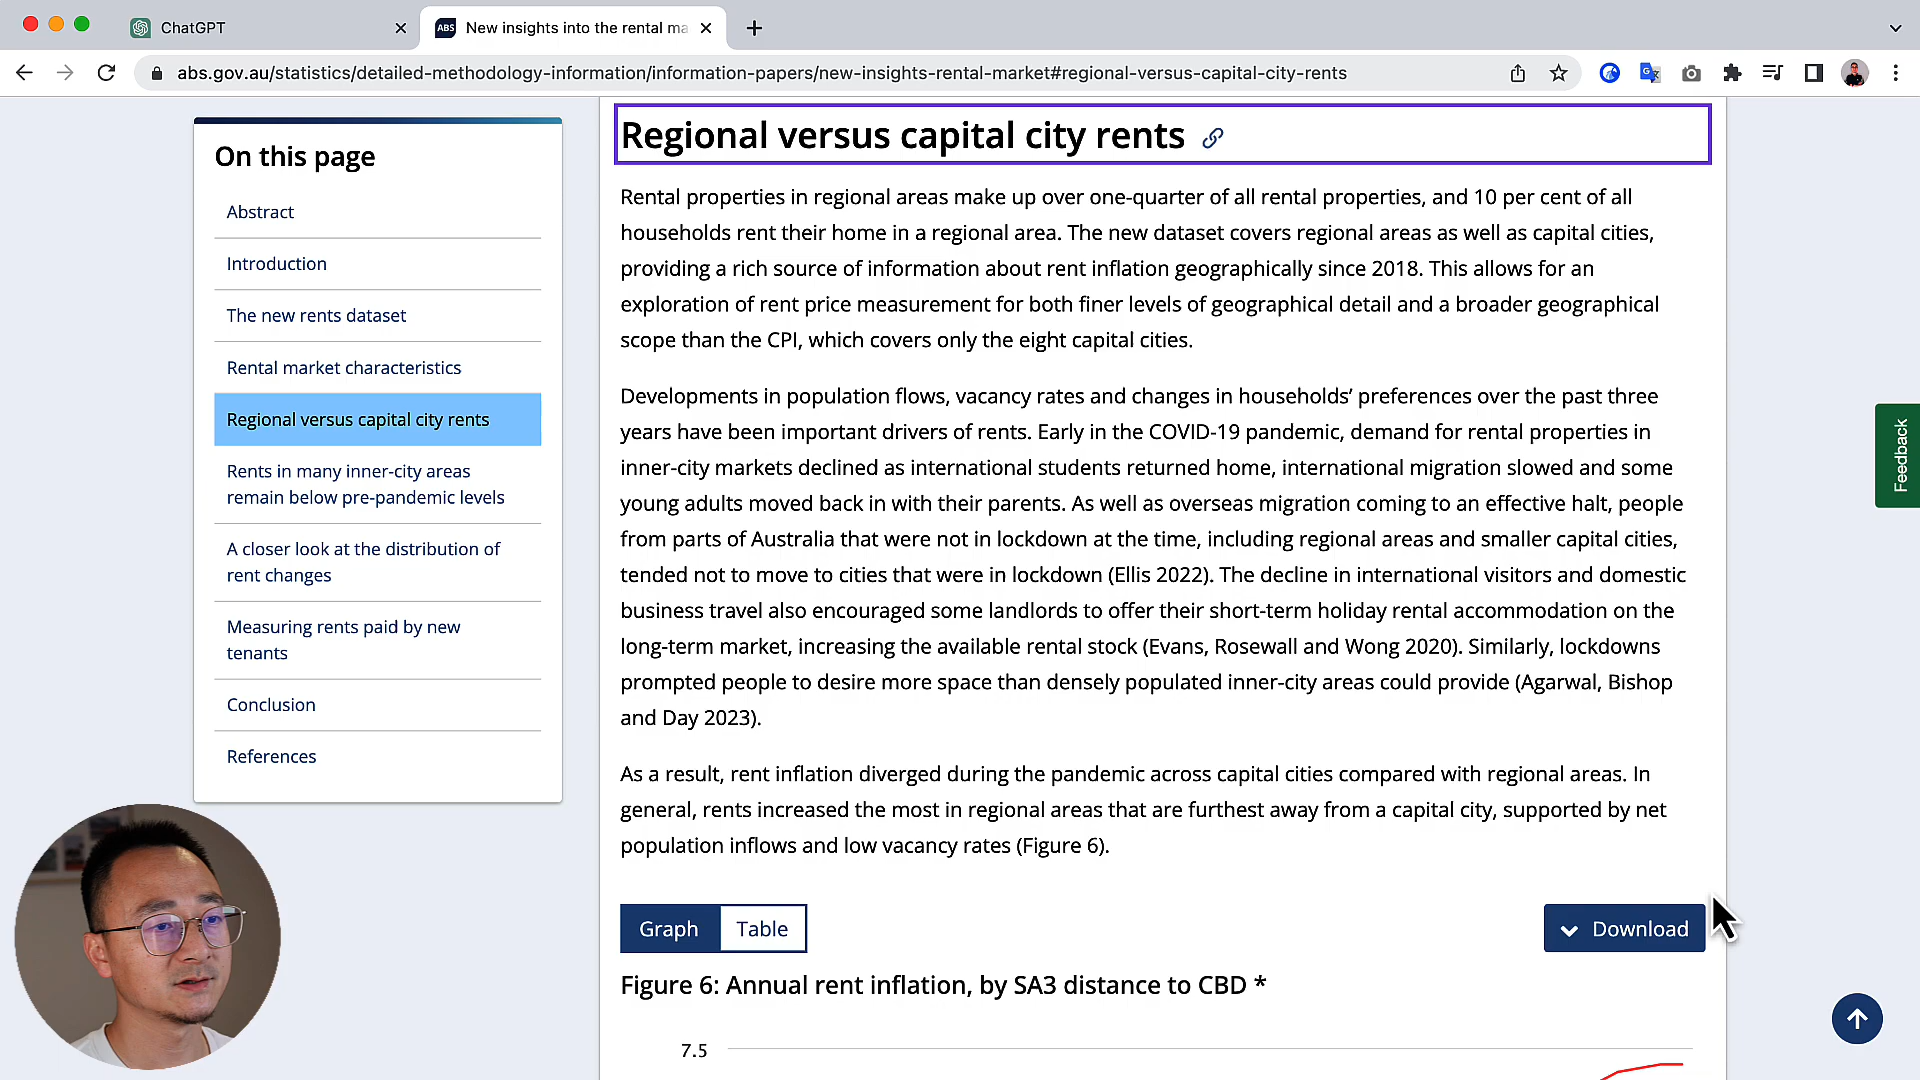 ChatGPT
ABS New insights into the rental ma
abs.gov.au/statistics/detailed-methodology-information/information-papers/new-insights-rental-market#regional-versus-capital-city-rents
On this page
Abstract
Introduction
The new rents dataset
Rental market characteristics
Regional versus capital city rents
Rents in many inner-city areas
remain below pre-pandemic levels
A closer look at the distribution of
rent changes
Measuring rents paid by new
tenants
Conclusion
References
Regional versus capital city rents
Rental properties in regional areas make up over one-quarter of all rental properties, and 10 per cent of all
households rent their home in a regional area. The new dataset covers regional areas as well as capital cities,
providing a rich source of information about rent inflation geographically since 2018. This allows for an
exploration of rent price measurement for both finer levels of geographical detail and a broader geographical
scope than the CPI, which covers only the eight capital cities.
Developments in population flows, vacancy rates and changes in households’ preferences over the past three
years have been important drivers of rents. Early in the COVID-19 pandemic, demand for rental properties in
inner-city markets declined as international students returned home, international migration slowed and some
young adults moved back in with their parents. As well as overseas migration coming to an effective halt, people
from parts of Australia that were not in lockdown at the time, including regional areas and smaller capital cities,
tended not to move to cities that were in lockdown (Ellis 2022). The decline in international visitors and domestic
business travel also encouraged some landlords to offer their short-term holiday rental accommodation on the
long-term market, increasing the available rental stock (Evans, Rosewall and Wong 2020). Similarly, lockdowns
prompted people to desire more space than densely populated inner-city areas could provide (Agarwal, Bishop
and Day 2023).
As a result, rent inflation diverged during the pandemic across capital cities compared with regional areas. In
general, rents increased the most in regional areas that are furthest away from a capital city, supported by net
population inflows and low vacancy rates (Figure 6).
Graph Table
Download
Figure 6: Annual rent inflation, by SA3 distance to CBD *
7.5
Feedback